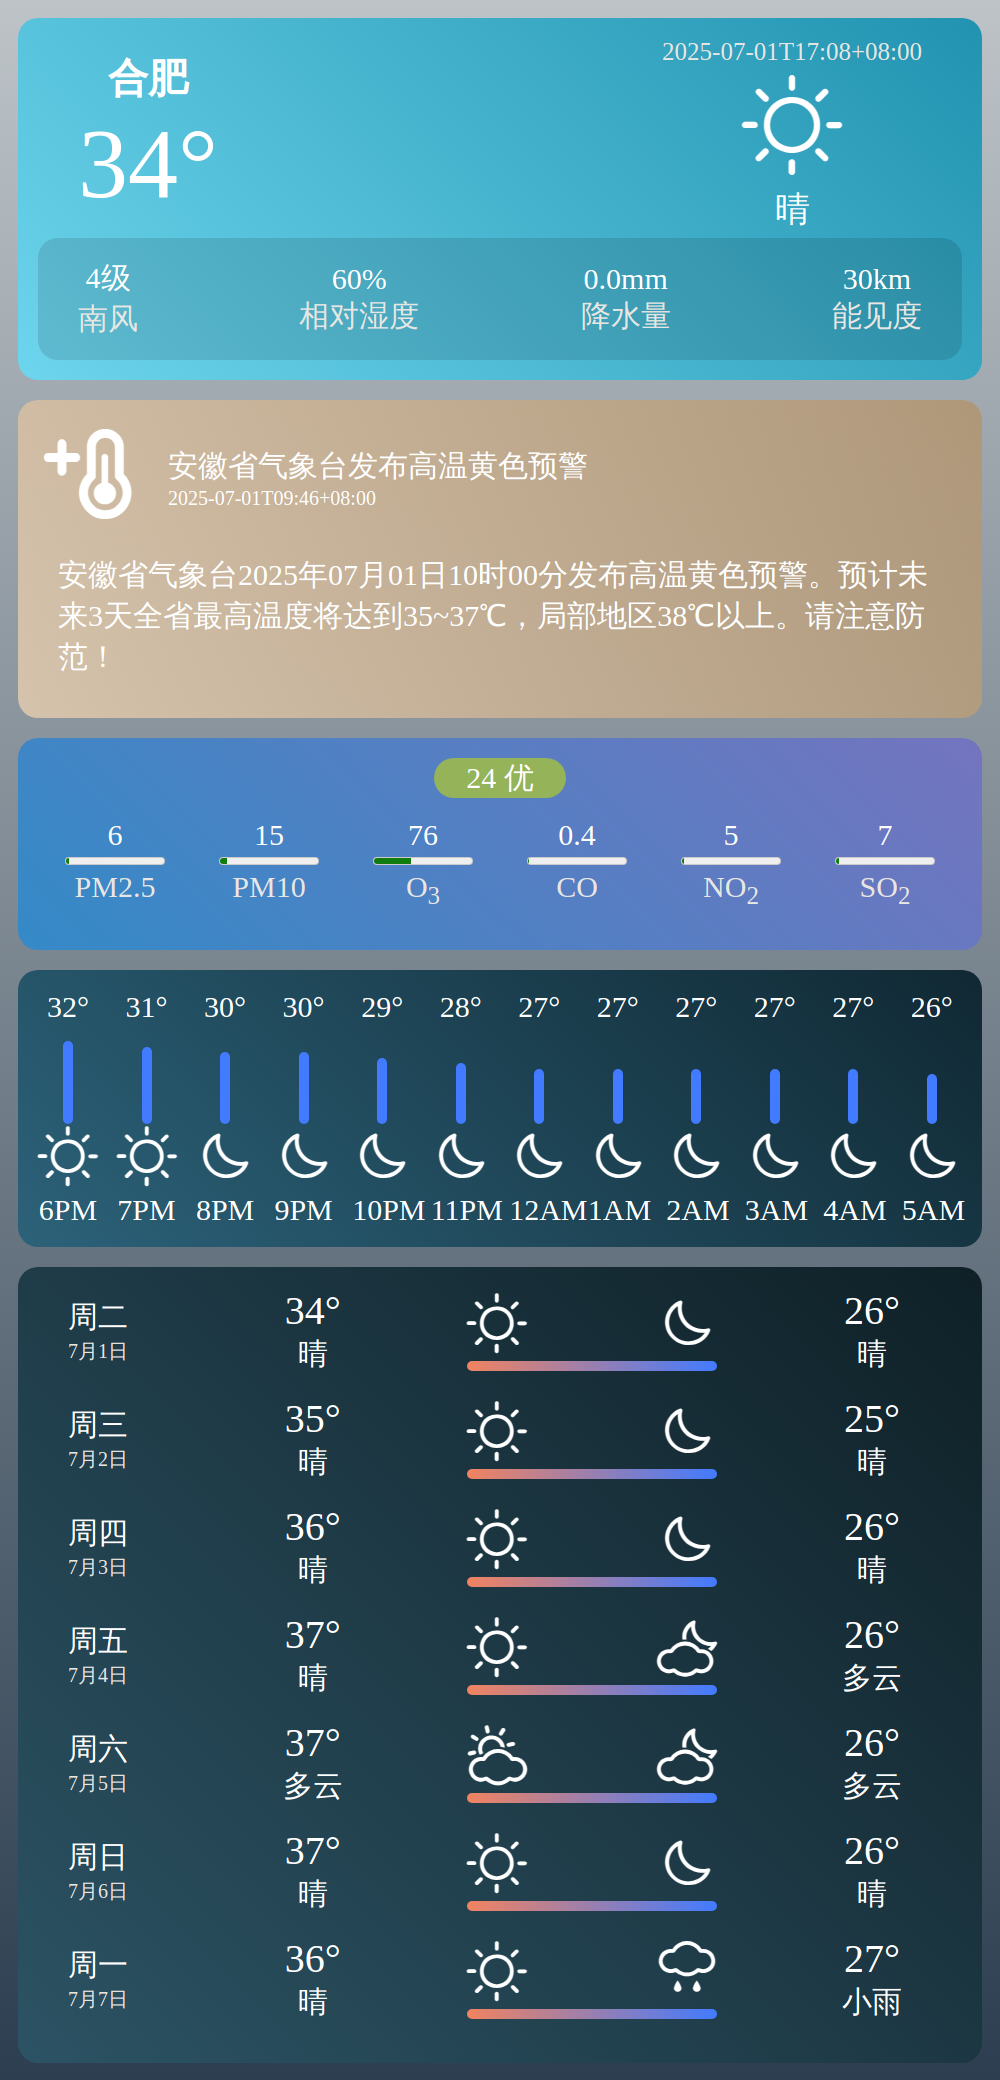 合肥
34°
2025-07-01T17:08+08:00
晴
4级 60% 0.0mm 30km
南风 相对湿度 降水量 能见度
安徽省气象台发布高温黄色预警
2025-07-01T09:46+08:00
安徽省气象台2025年07月01日10时00分发布高温黄色预警。预计未
来3天全省最高温度将达到35~37℃，局部地区38℃以上。请注意防
范！
24 优
6 15 76 0.4 5 7
PM2.5 PM10 O3 CO NO2 SO2
32° 31° 30° 30° 29° 28° 27° 27° 27° 27° 27° 26°
6PM 7PM 8PM 9PM 10PM 11PM 12AM 1AM 2AM 3AM 4AM 5AM
周二 34° 26°
7月1日 晴 晴
周三 35° 25°
7月2日 晴 晴
周四 36° 26°
7月3日 晴 晴
周五 37° 26°
7月4日 晴 多云
周六 37° 26°
7月5日 多云 多云
周日 37° 26°
7月6日 晴 晴
周一 36° 27°
7月7日 晴 小雨